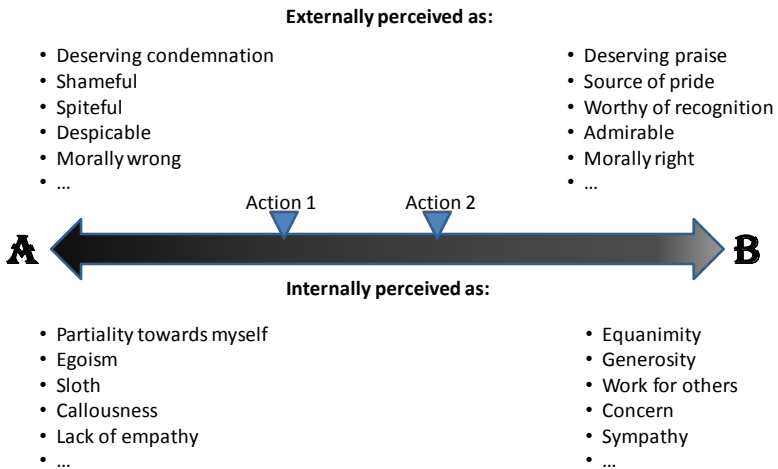 Externally perceived as:
• Deserving condemnation
• Shameful
• Spiteful
• Despicable
• Morally wrong
• ...
• Deserving praise
• Source of pride
• Worthy of recognition
• Admirable
• Morally right
• ...
Action 1
Action 2
A
B
Internally perceived as:
• Partiality towards myself
• Egoism
• Sloth
• Callousness
• Lack of empathy
• ...
• Equanimity
• Generosity
• Work for others
• Concern
• Sympathy
• ...